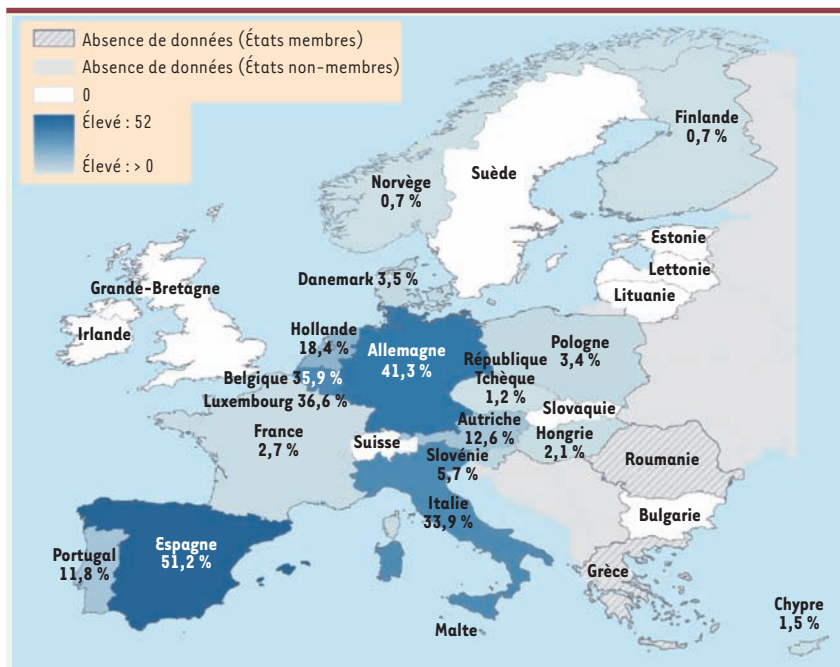 Absence de données (États membres)
Absence de données (États non-membres)
0
Élevé : 52
Élevé : > 0
Finlande
0,7 %
Suède
Norvège
0,7 %
Estonie
Lettonie
Lituanie
Danemark 3,5 %
Grande-Bretagne
Irlande
Hollande
18,4 %
Allemagne
41,3 %
Pologne
3,4 %
République
Tchèque
1,2 %
Belgique 35,9 %
Luxembourg 36,6 %
Slovaquie
Autriche
12,6 %
Hongrie
2,1 %
France
2,7 %
Suisse
Slovénie
5,7 %
Roumanie
Italie
33,9 %
Bulgarie
Portugal
11,8 %
Espagne
51,2 %
Grèce
Malte
Chypre
1,5 %